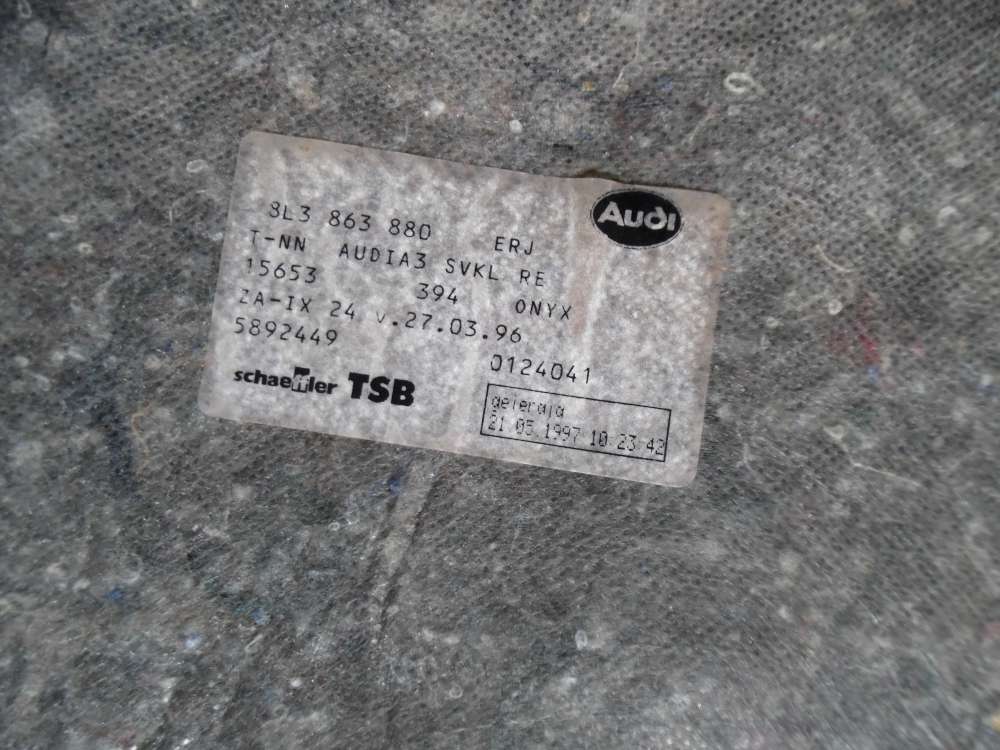 Audi
8L3 863 880 ERJ
T-NN AUDIA3 SVKL RE
15653 394 ONYX
ZA-IX 24 v.27.03.96
5892449 0124041
schaeffler TSB
geieraja
21 05 1997 10 23 42